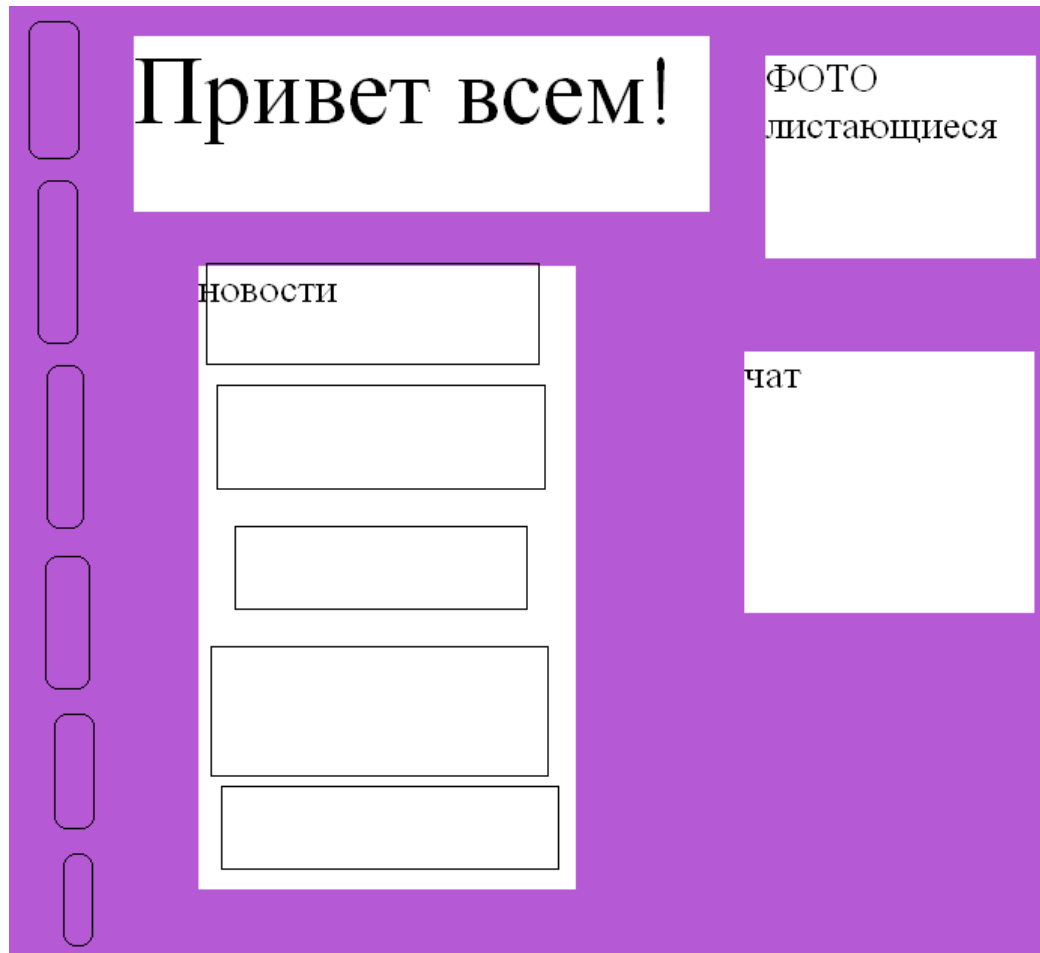 Привет всем!
ФОТО
листающиеся
новости
чат